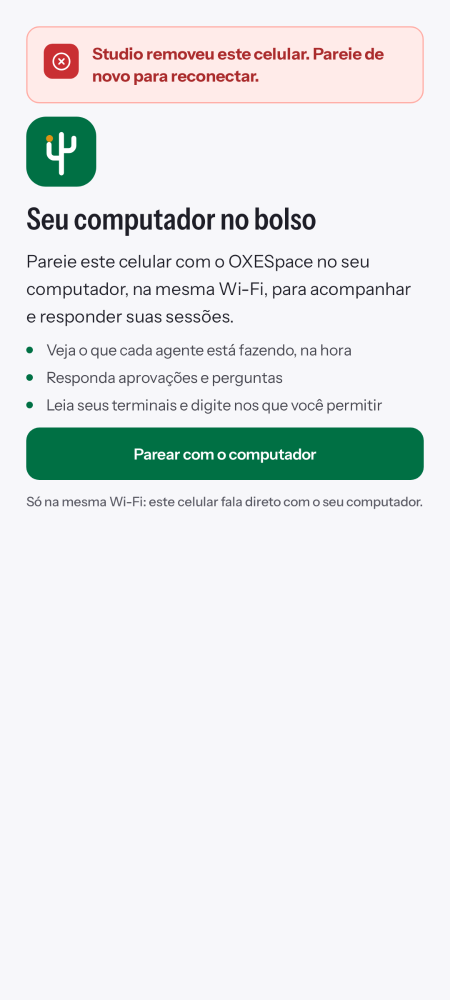 Studio removeu este celular. Pareie de
novo para reconectar.
Seu computador no bolso
Pareie este celular com o OXESpace no seu
computador, na mesma Wi-Fi, para acompanhar
e responder suas sessões.
Veja o que cada agente está fazendo, na hora
Responda aprovações e perguntas
Leia seus terminais e digite nos que você permitir
Parear com o computador
Só na mesma Wi-Fi: este celular fala direto com o seu computador.